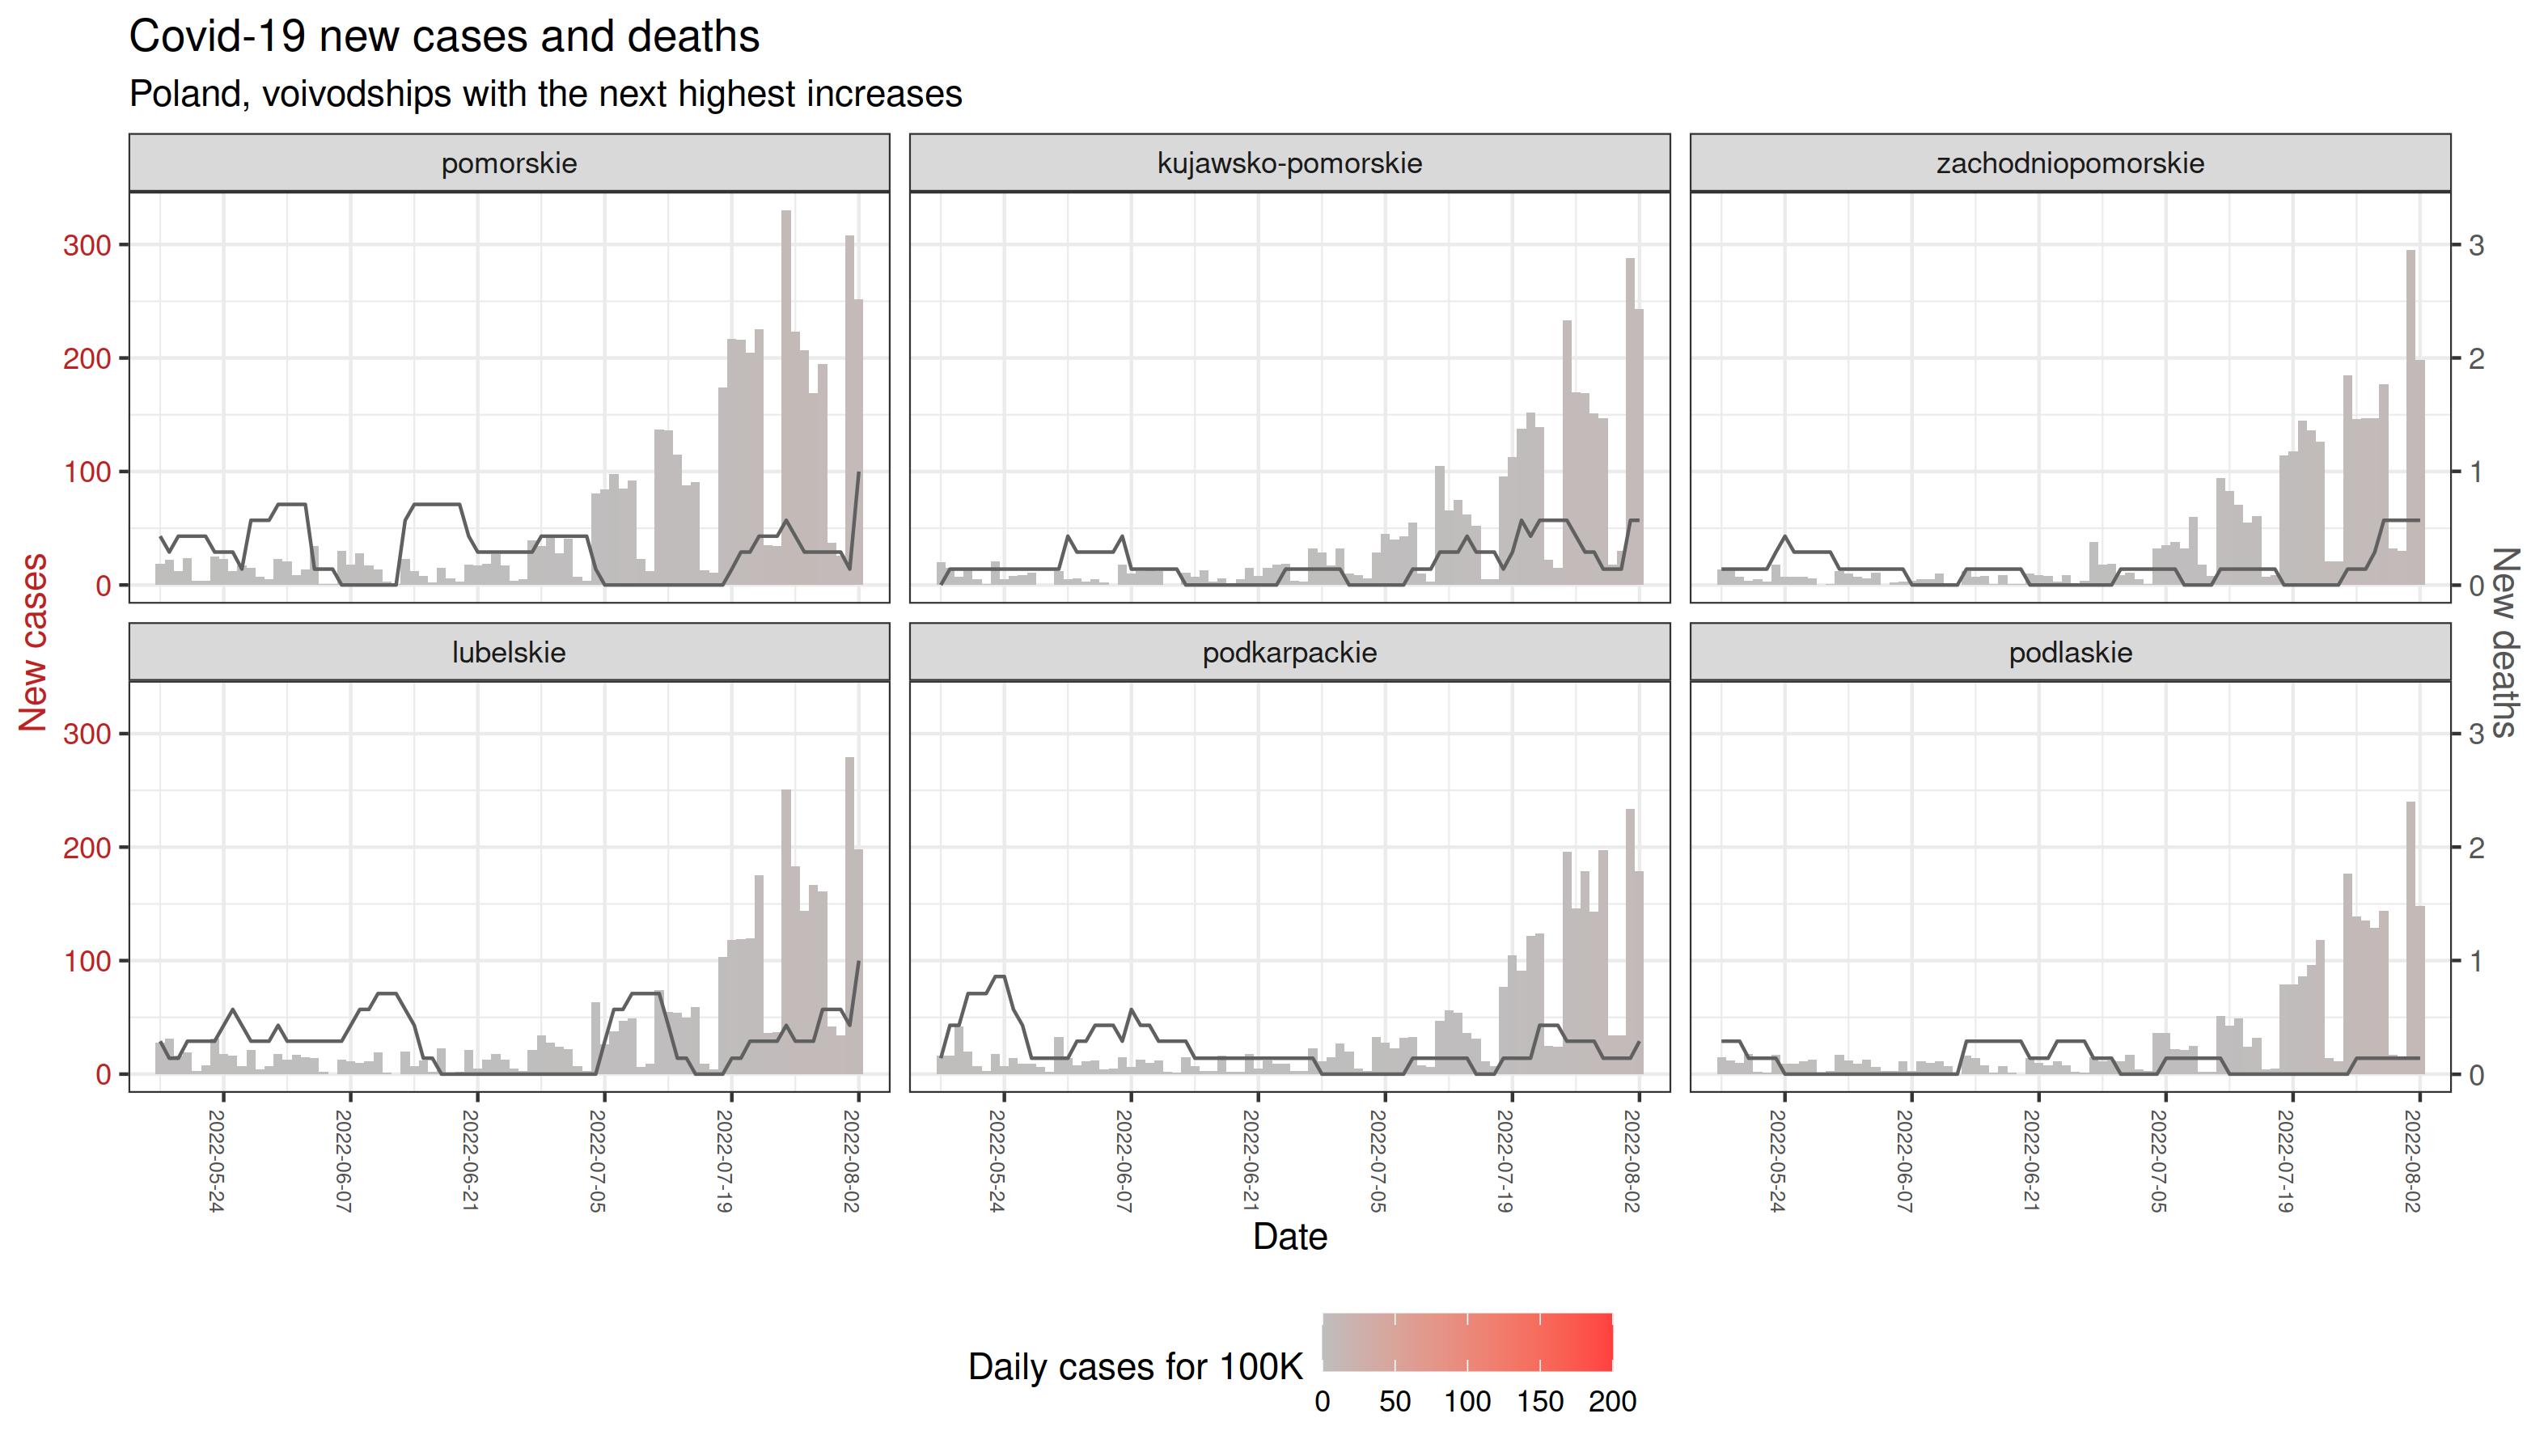 Covid-19 new cases and deaths
Poland, voivodships with the next highest increases
pomorskie
kujawsko-pomorskie
zachodniopomorskie
300
200
100
0
3
2
1
0
New cases
New deaths
lubelskie
podkarpackie
podlaskie
300
200
100
0
3
2
1
0
2022-05-24
2022-06-07
2022-06-21
2022-07-05
2022-07-19
2022-08-02
2022-05-24
2022-06-07
2022-06-21
2022-07-05
2022-07-19
2022-08-02
2022-05-24
2022-06-07
2022-06-21
2022-07-05
2022-07-19
2022-08-02
Date
Daily cases for 100K
0 50 100 150 200